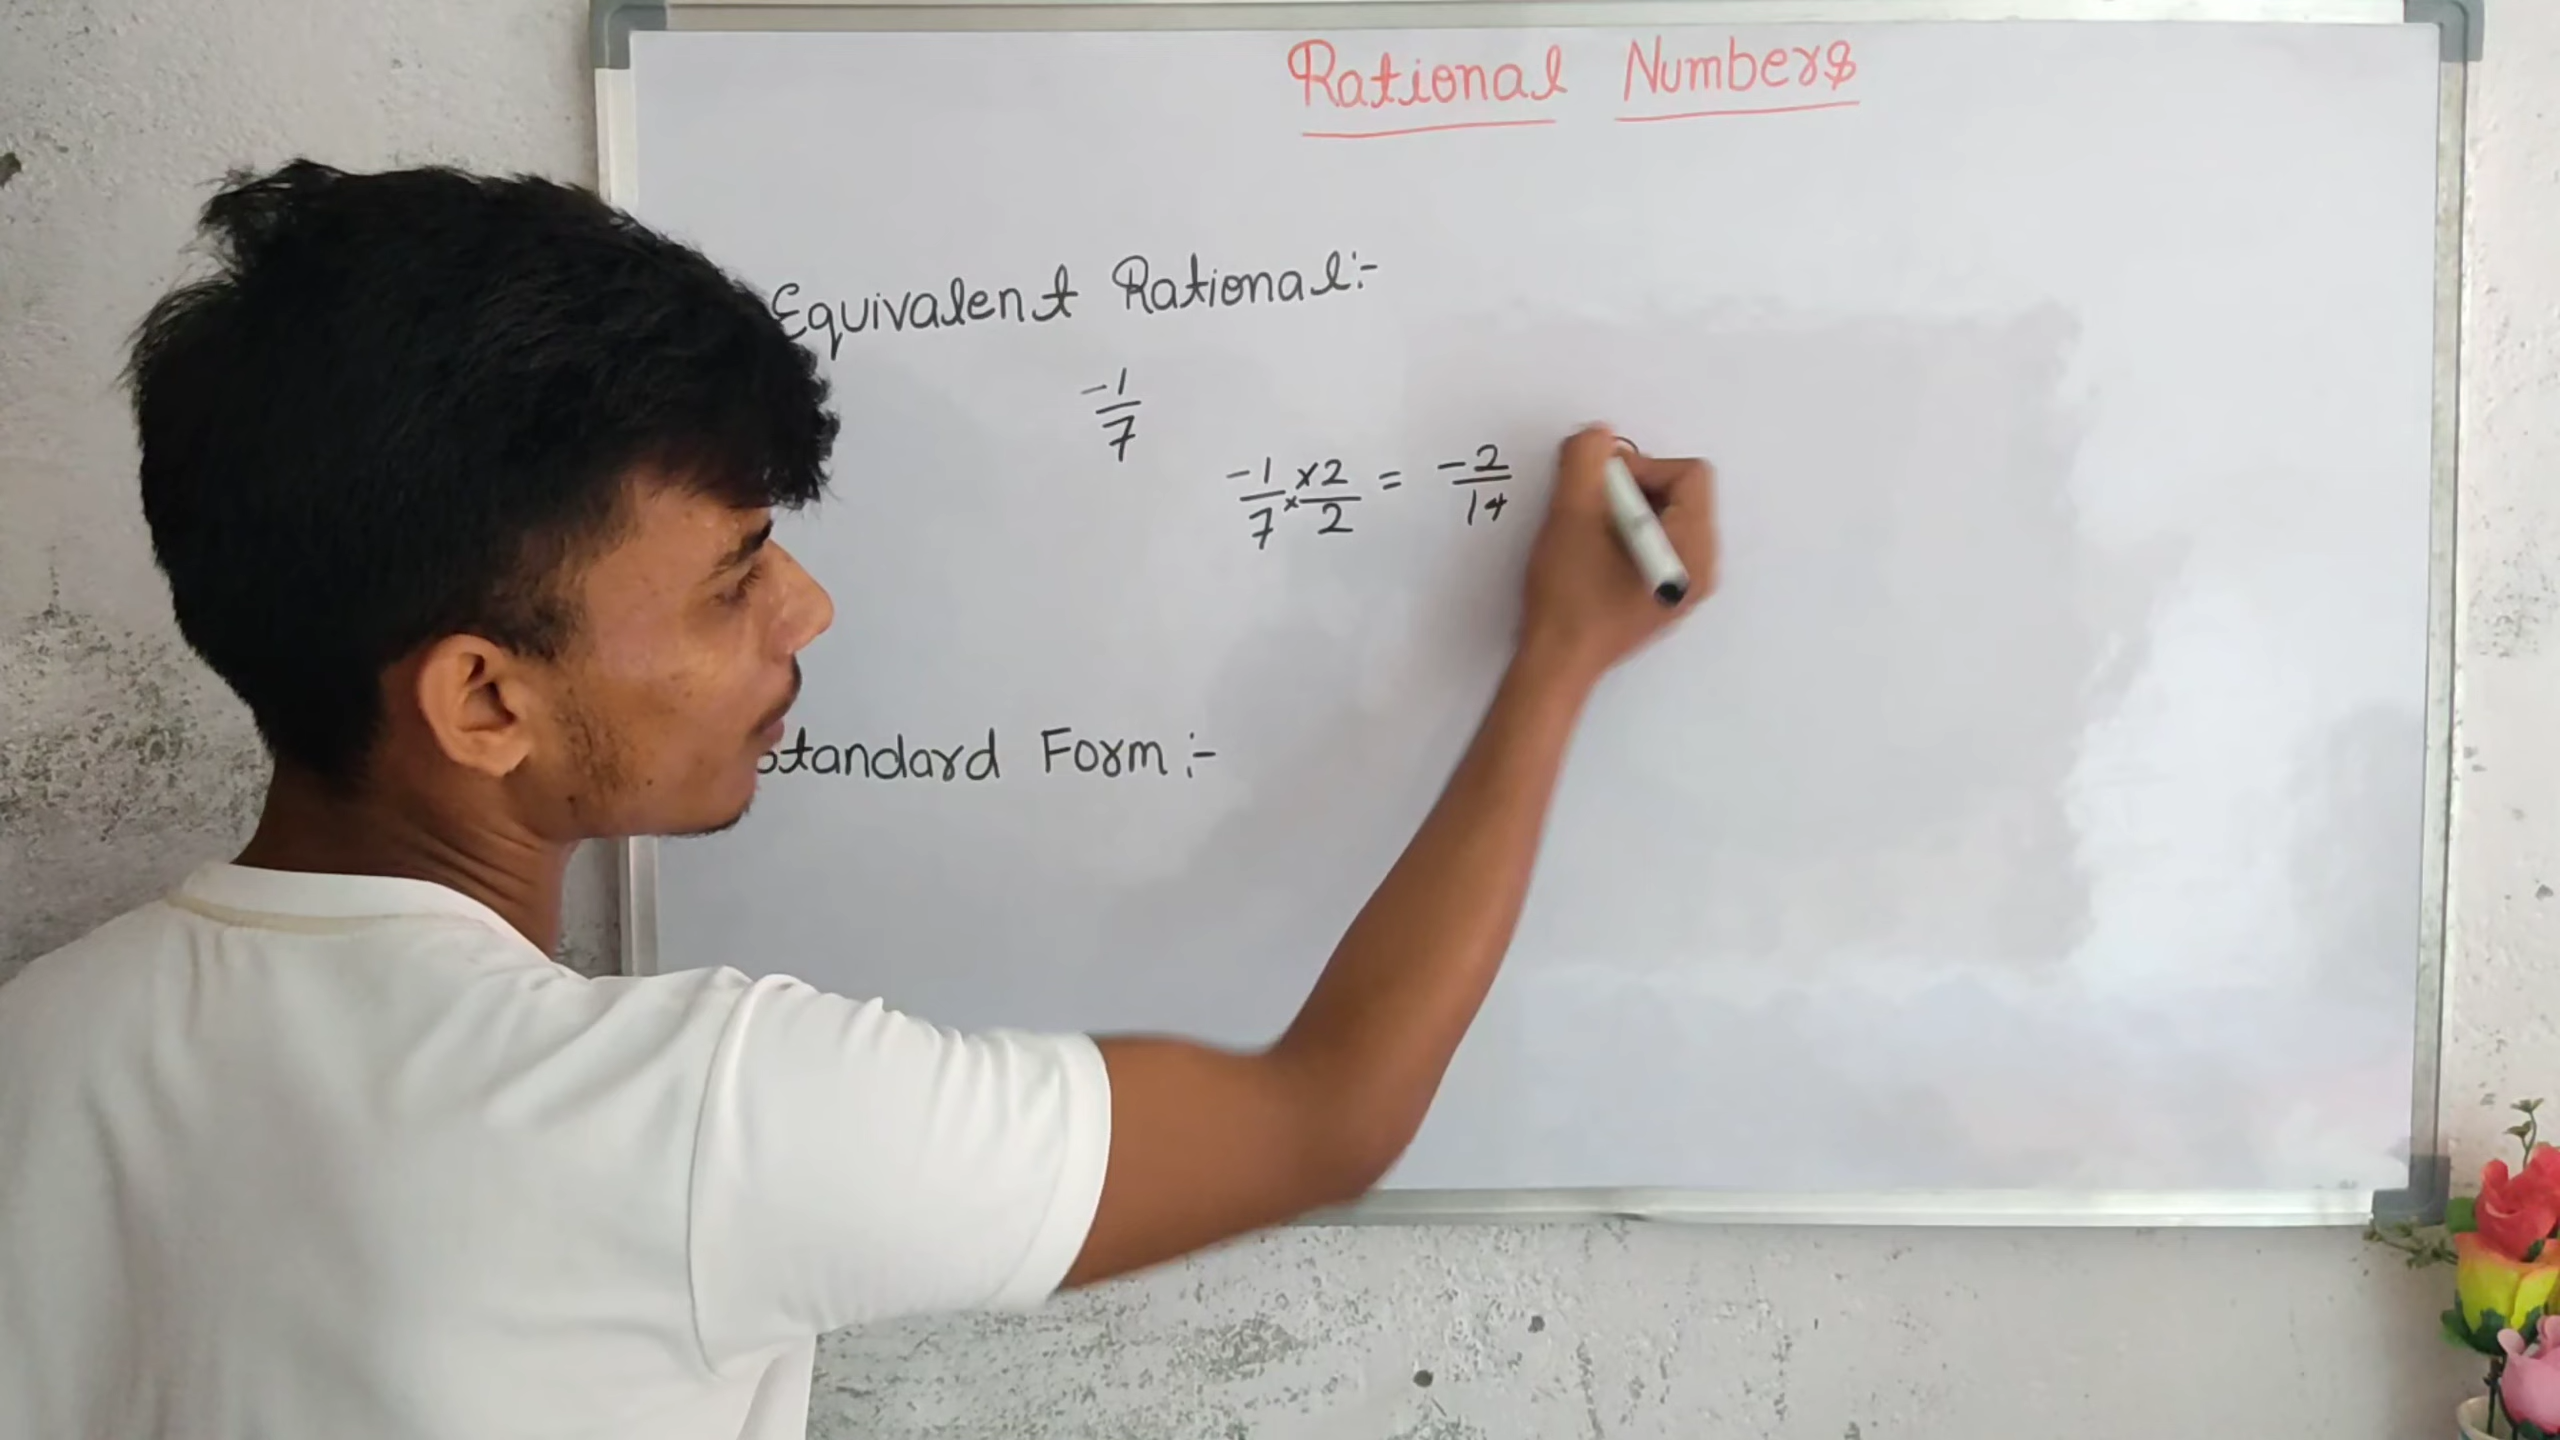 Rational Numbers
Equivalent Rational:-
-1/7
-1/7 × 2/2 = -2/14
Standard Form :-